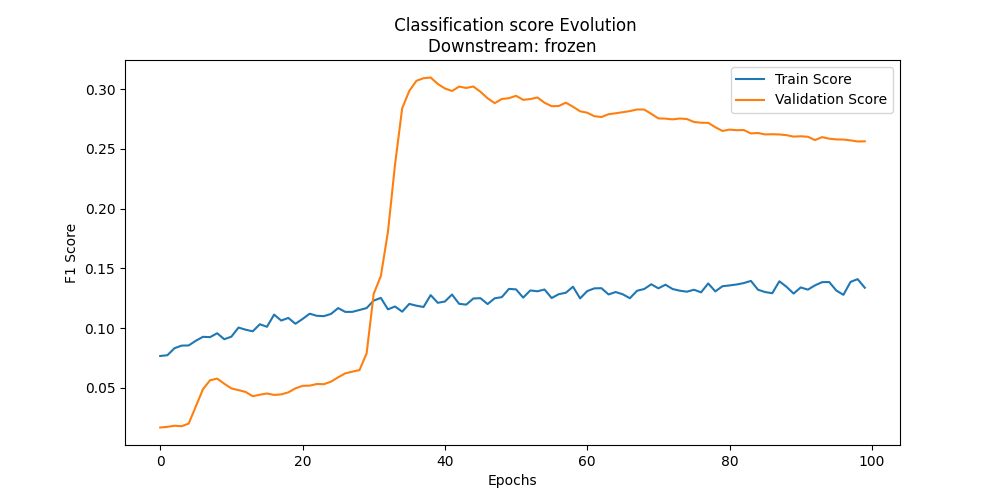 Classification score Evolution
Downstream: frozen
Train Score
Validation Score
0.30
0.25
0.20
0.15
0.10
0.05
F1 Score
0 20 40 60 80 100
Epochs